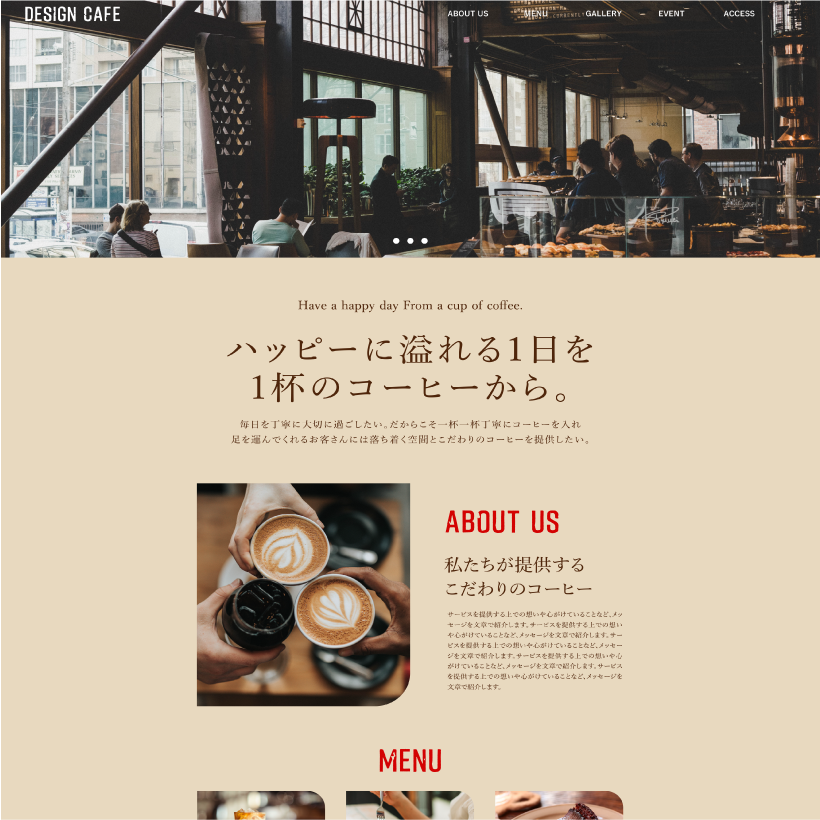 DESIGN CAFE
ABOUT US
MENU
GALLERY
EVENT
ACCESS
Have a happy day From a cup of coffee.
ハッピーに溢れる1日を
1杯のコーヒーから。
毎日を丁寧に大切に過ごしたい。だからこそ一杯一杯丁寧にコーヒーを入れ
足を運んでくれるお客さんには落ち着く空間とこだわりのコーヒーを提供したい。
ABOUT US
私たちが提供する
こだわりのコーヒー
サービスを提供する上での想いや心がけていることなど、メッ
セージを文章で紹介します。サービスを提供する上での想い
や心がけていることなど、メッセージを文章で紹介します。サー
ビスを提供する上での想いや心がけていることなど、メッセー
ジを文章で紹介します。サービスを提供する上での想いや心
がけていることなど、メッセージを文章で紹介します。サービス
を提供する上での想いや心がけていることなど、メッセージを
文章で紹介します。
MENU